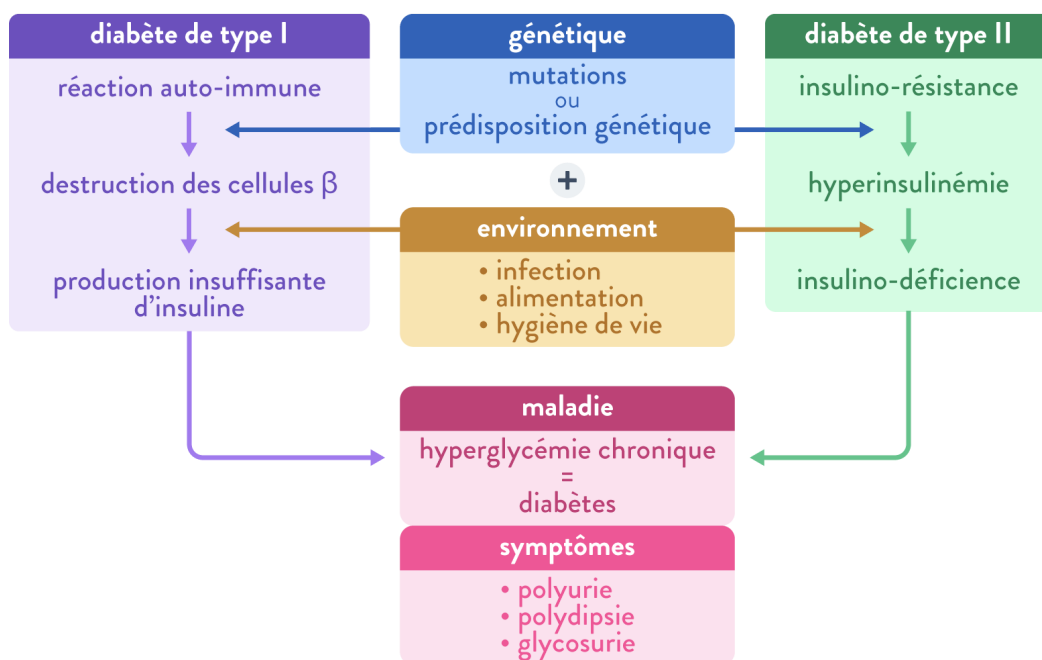 diabète de type I
réaction auto-immune
destruction des cellules β
production insuffisante
d'insuline
génétique
mutations
ou
prédisposition génétique
+
environnement
• infection
• alimentation
• hygiène de vie
diabète de type II
insulino-résistance
hyperinsulinémie
insulino-déficience
maladie
hyperglycémie chronique
=
diabètes
symptômes
• polyurie
• polydipsie
• glycosurie